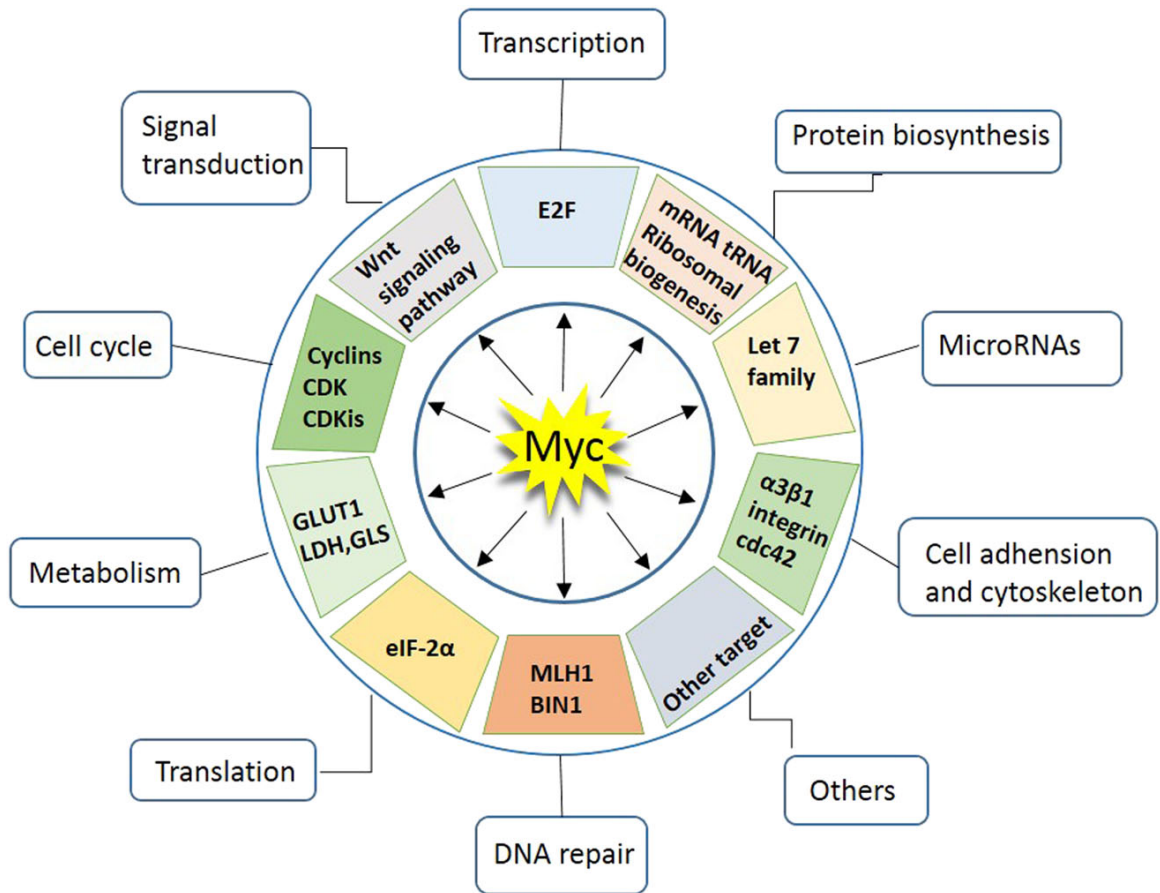 Transcription
Signal
transduction
Protein biosynthesis
E2F
mRNA tRNA
Ribosomal
biogenesis
Wnt
signaling
pathway
Cell cycle
Cyclins
CDK
CDKis
Let 7
family
MicroRNAs
Myc
α3β1
integrin
cdc42
GLUT1
LDH,GLS
Metabolism
Cell adhension
and cytoskeleton
eIF-2α
MLH1
BIN1
Other target
Translation
Others
DNA repair